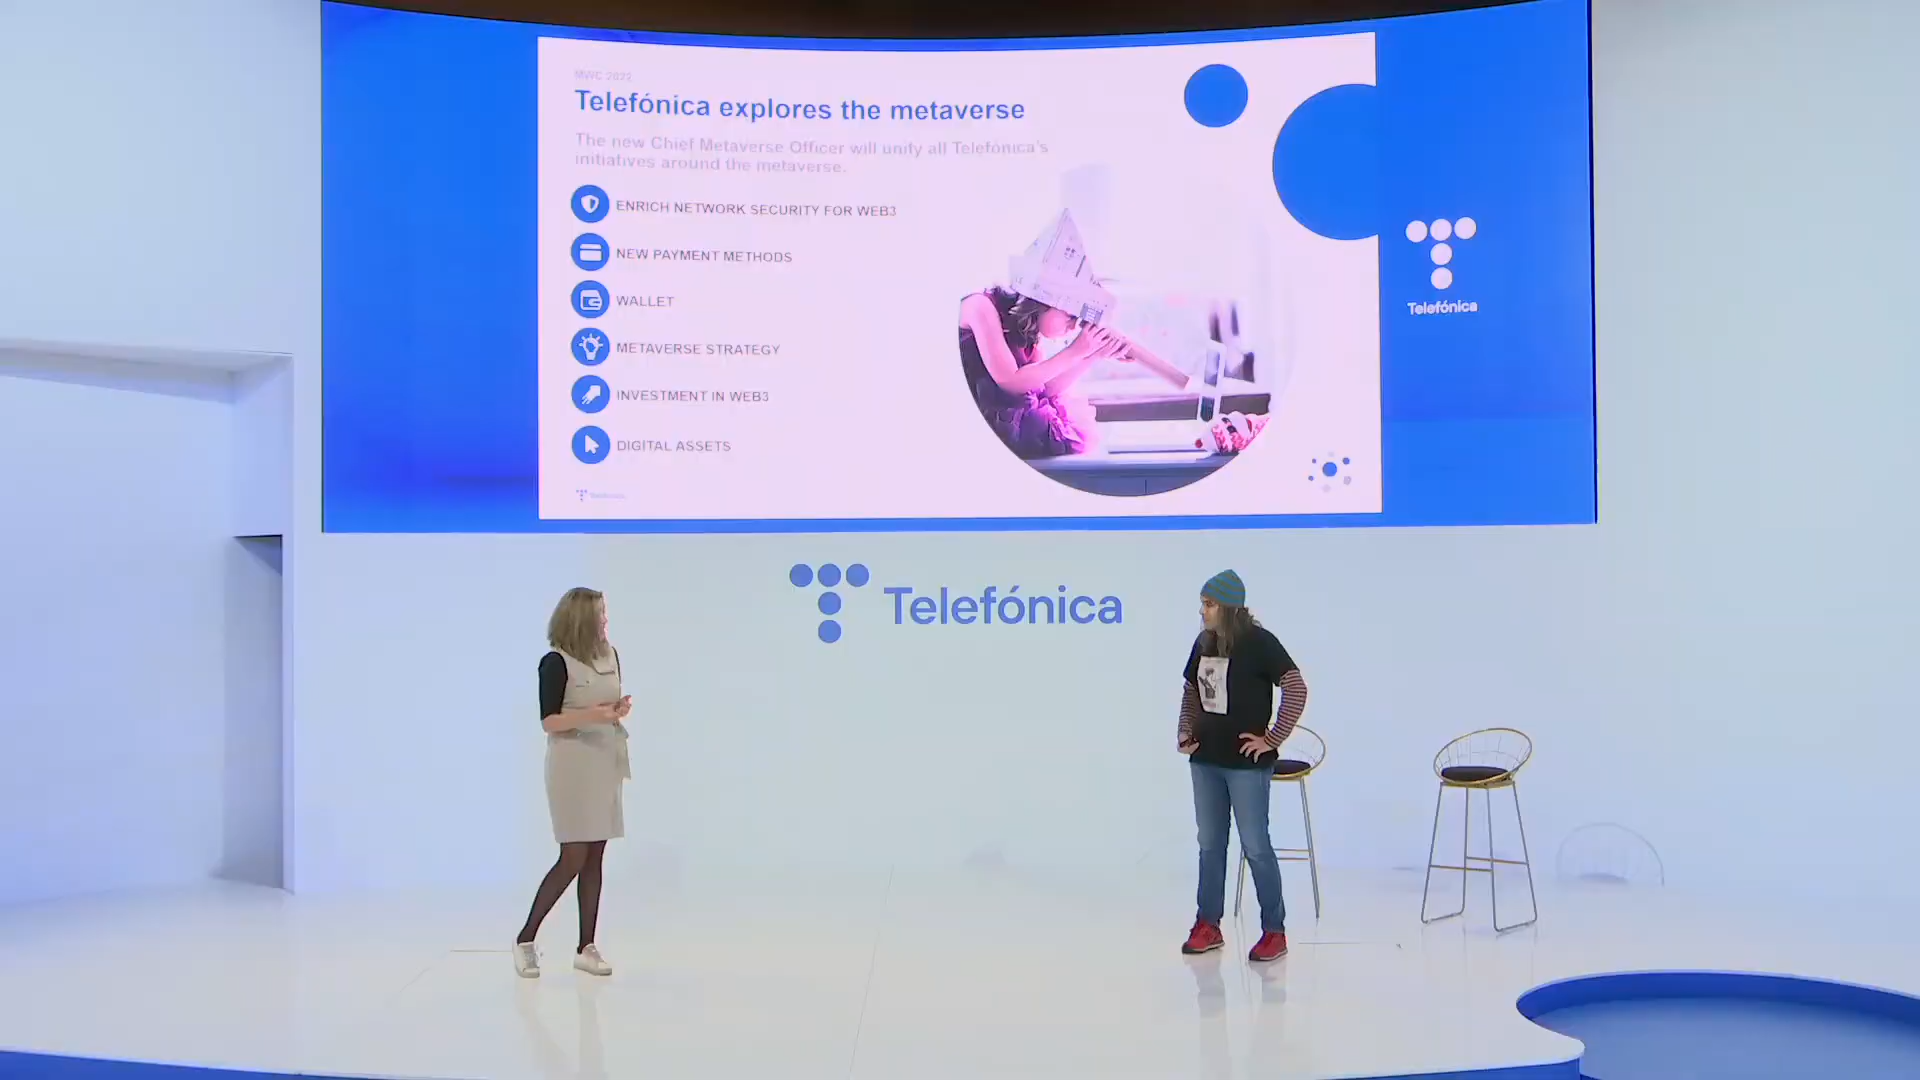 MWC 2022
Telefónica explores the metaverse
The new Chief Metaverse Officer will unify all Telefónica's
initiatives around the metaverse.
ENRICH NETWORK SECURITY FOR WEB3
NEW PAYMENT METHODS
WALLET
METAVERSE STRATEGY
INVESTMENT IN WEB3
DIGITAL ASSETS
Telefónica
Telefónica
Telefónica